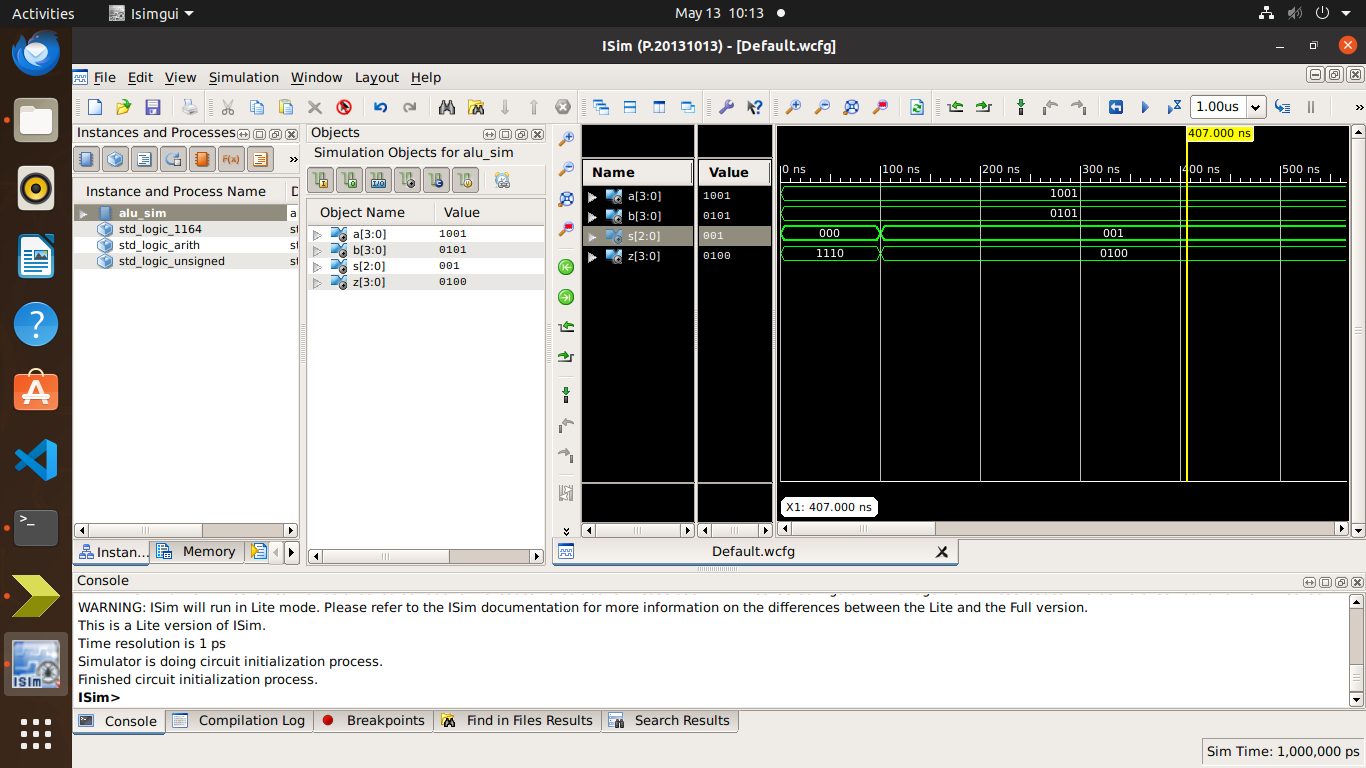 Activities Isimgui May 13 10:13
ISim (P.20131013) - [Default.wcfg]
File Edit View Simulation Window Layout Help
1.00us
»
Instances and Processes
»
Instance and Process Name D
alu_sim a
std_logic_1164 st
std_logic_arith st
std_logic_unsigned st
Instan... Memory
Objects
Simulation Objects for alu_sim
Object Name Value
a[3:0] 1001
b[3:0] 0101
s[2:0] 001
z[3:0] 0100
Name Value
a[3:0] 1001
b[3:0] 0101
s[2:0] 001
z[3:0] 0100
407.000 ns
0 ns 100 ns 200 ns 300 ns 400 ns 500 ns
1001
0101
000 001
1110 0100
X1: 407.000 ns
Default.wcfg
Console
WARNING: ISim will run in Lite mode. Please refer to the ISim documentation for more information on the differences between the Lite and the Full version.
This is a Lite version of ISim.
Time resolution is 1 ps
Simulator is doing circuit initialization process.
Finished circuit initialization process.
ISim>
Console Compilation Log Breakpoints Find in Files Results Search Results
Sim Time: 1,000,000 ps
ISim